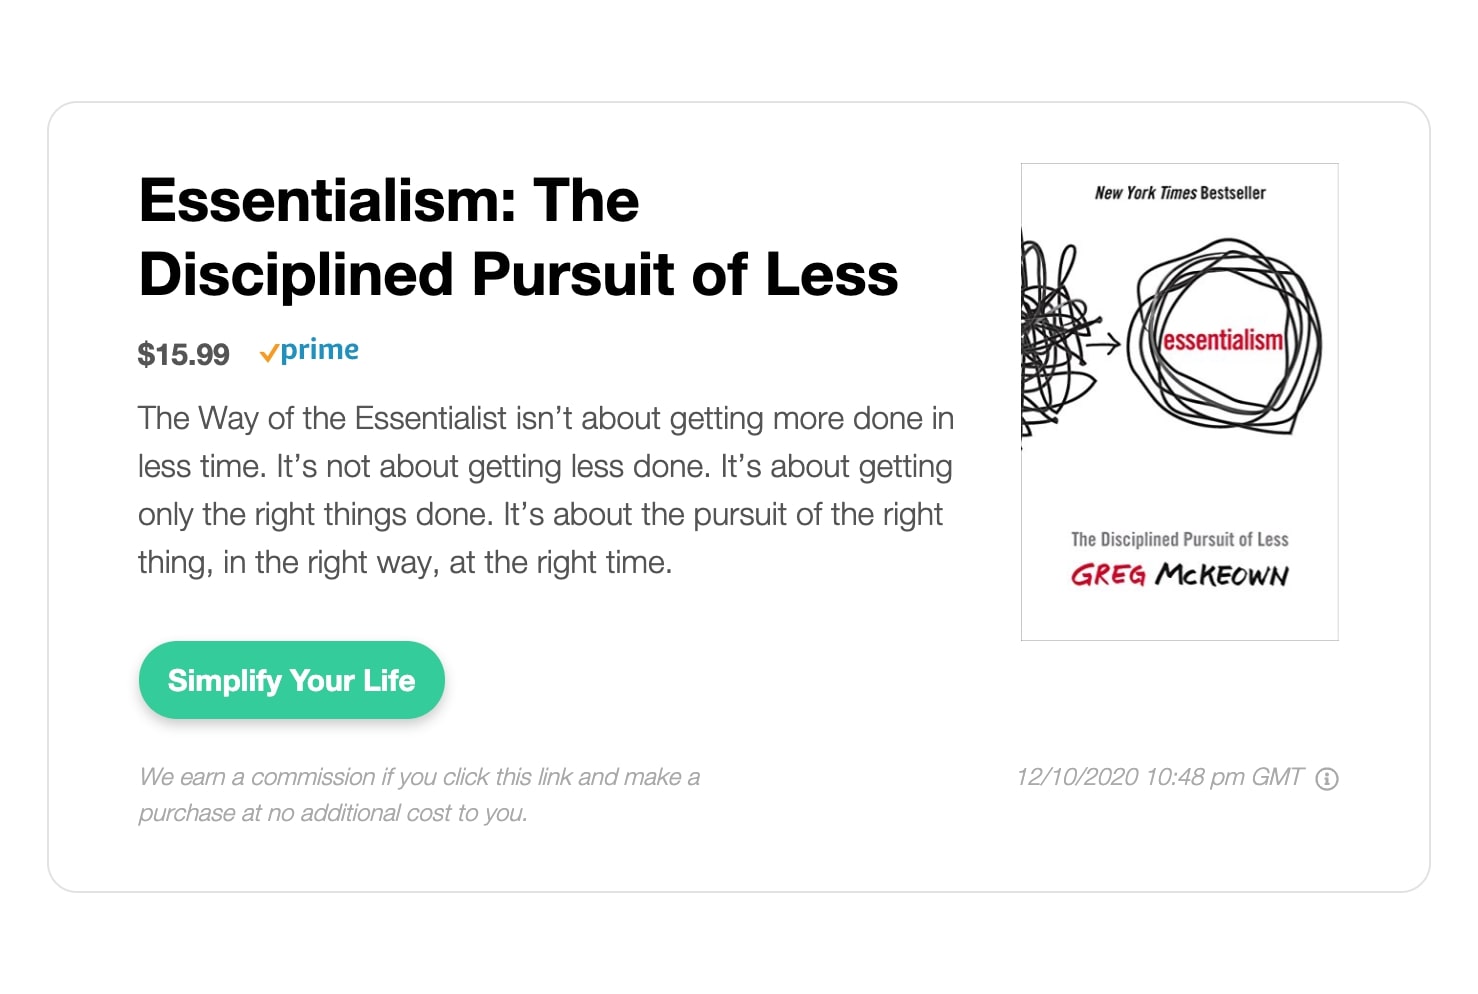 Essentialism: The
Disciplined Pursuit of Less
$15.99 prime
The Way of the Essentialist isn’t about getting more done in
less time. It’s not about getting less done. It’s about getting
only the right things done. It’s about the pursuit of the right
thing, in the right way, at the right time.
Simplify Your Life
We earn a commission if you click this link and make a
purchase at no additional cost to you.
New York Times Bestseller
essentialism
The Disciplined Pursuit of Less
GREG MCKEOWN
12/10/2020 10:48 pm GMT